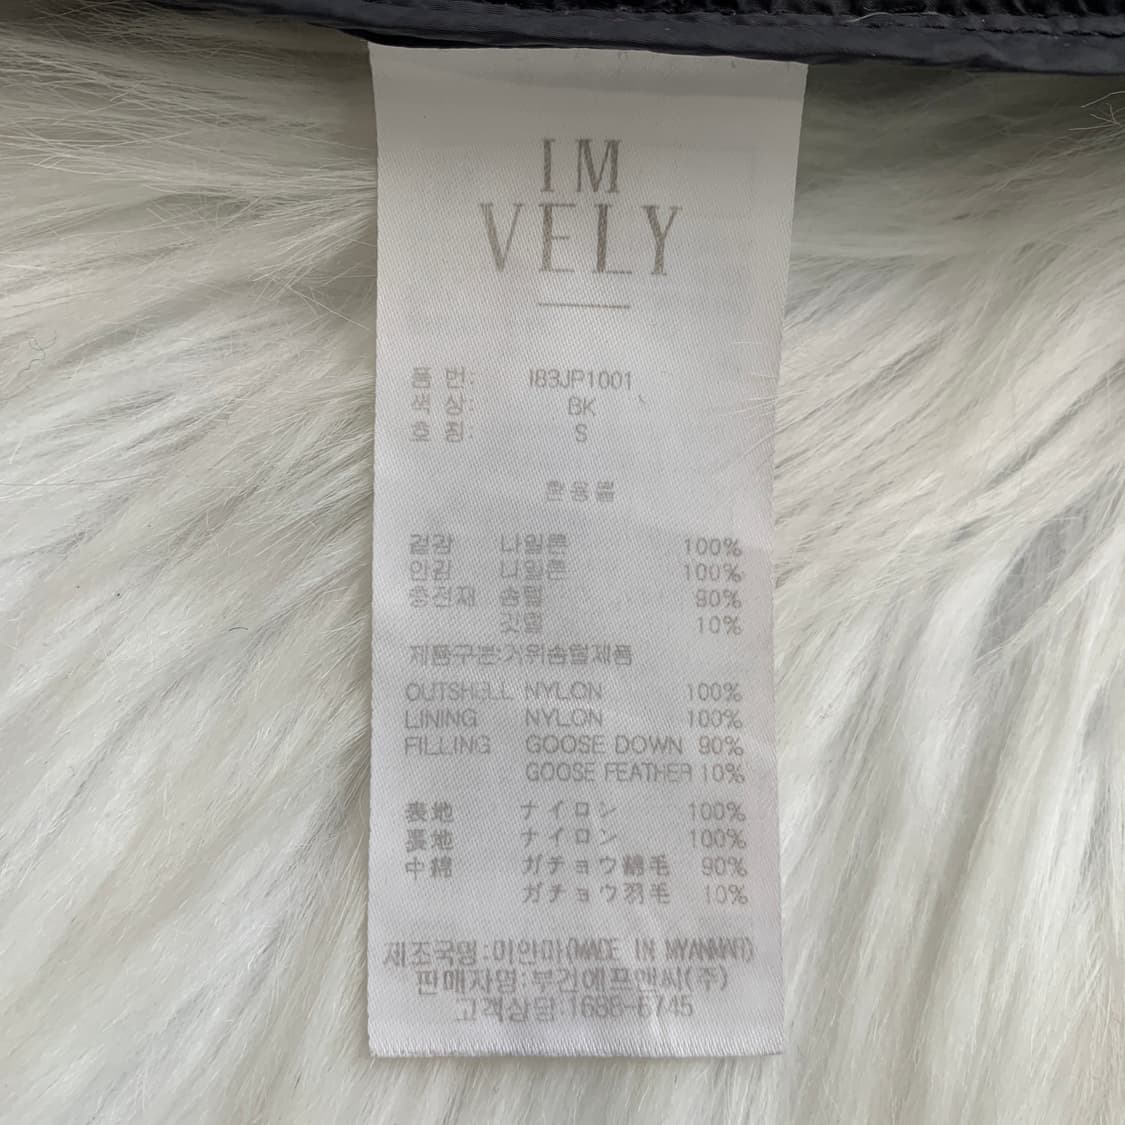 IM
VELY
품 번: I83JP1001
색 상: BK
호 칭: S
혼용률
겉감 나일론 100%
안감 나일론 100%
충전재 솜털 90%
깃털 10%
제품구분:거위솜털제품
OUTSHELL NYLON 100%
LINING NYLON 100%
FILLING GOOSE DOWN 90%
GOOSE FEATHER 10%
表地 ナイロン 100%
ナイロン 100%
中綿 ガチョウ綿毛 90%
ガチョウ羽毛 10%
제조국명:미얀마(MADE IN MYANMAR)
판매자명:부건에프앤씨(주)
고객상담: